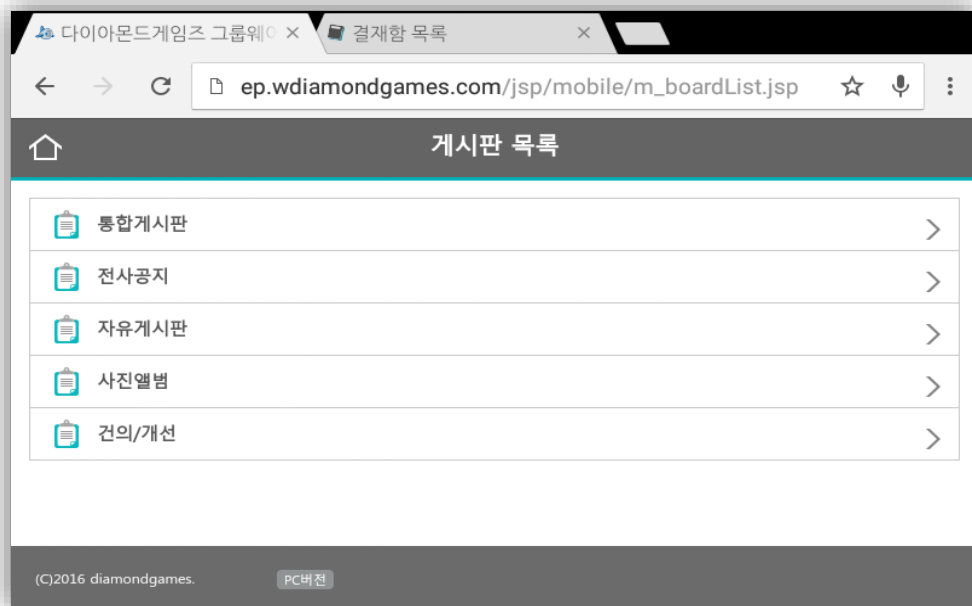 다이아몬드게임즈 그룹웨어
결재함 목록
ep.wdiamondgames.com/jsp/mobile/m_boardList.jsp
게시판 목록
통합게시판
전사공지
자유게시판
사진앨범
건의/개선
(C)2016 diamondgames.
PC버전